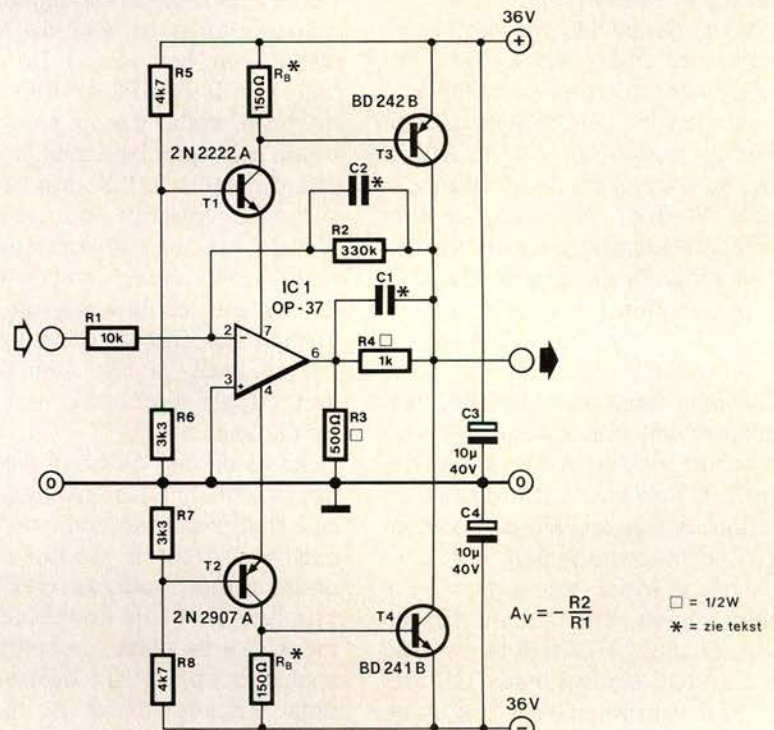 36V
+
R5
4k7
RB*
150Ω
BD 242 B
T3
2N2222A
T1
C2
*
R2
330k
IC 1
OP-37
C1
*
R1
10k
2
7
-
6
R4
1k
3
+
4
R6
3k3
R3
500Ω
C3
10µ
40V
0
0
R7
3k3
C4
10µ
40V
T2
2N2907A
T4
BD 241 B
AV = - R2/R1
□ = 1/2W
* = zie tekst
R8
4k7
RB*
150Ω
36V
-